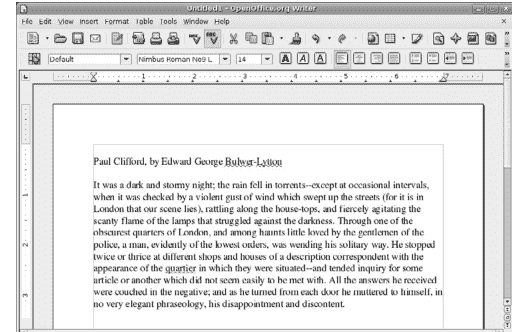 Untitled1 - OpenOffice.org Writer
File Edit View Insert Format Table Tools Window Help
Default Nimbus Roman No9 L 14
1 2 3 4 5 6 7
Paul Clifford, by Edward George Bulwer-Lytton
It was a dark and stormy night; the rain fell in torrents--except at occasional intervals,
when it was checked by a violent gust of wind which swept up the streets (for it is in
London that our scene lies), rattling along the house-tops, and fiercely agitating the
scanty flame of the lamps that struggled against the darkness. Through one of the
obscurest quarters of London, and among haunts little loved by the gentlemen of the
police, a man, evidently of the lowest orders, was wending his solitary way. He stopped
twice or thrice at different shops and houses of a description correspondent with the
appearance of the quartier in which they were situated--and tended inquiry for some
article or another which did not seem easily to be met with. All the answers he received
were couched in the negative; and as he turned from each door he muttered to himself, in
no very elegant phraseology, his disappointment and discontent.